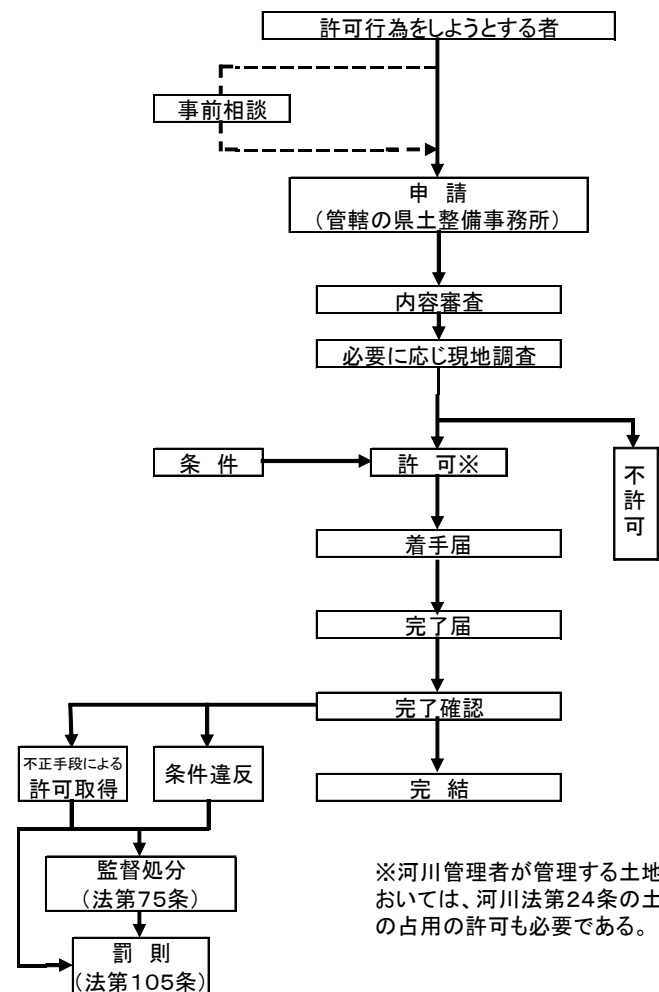 許可行為をしようとする者
事前相談
申 請
（管轄の県土整備事務所）
内容審査
必要に応じ現地調査
条 件
許 可※
不許可
着手届
完了届
完了確認
不正手段による
許可取得
条件違反
完 結
監督処分
（法第75条）
※河川管理者が管理する土地
おいては、河川法第24条の土
の占用の許可も必要である。
罰 則
（法第105条）